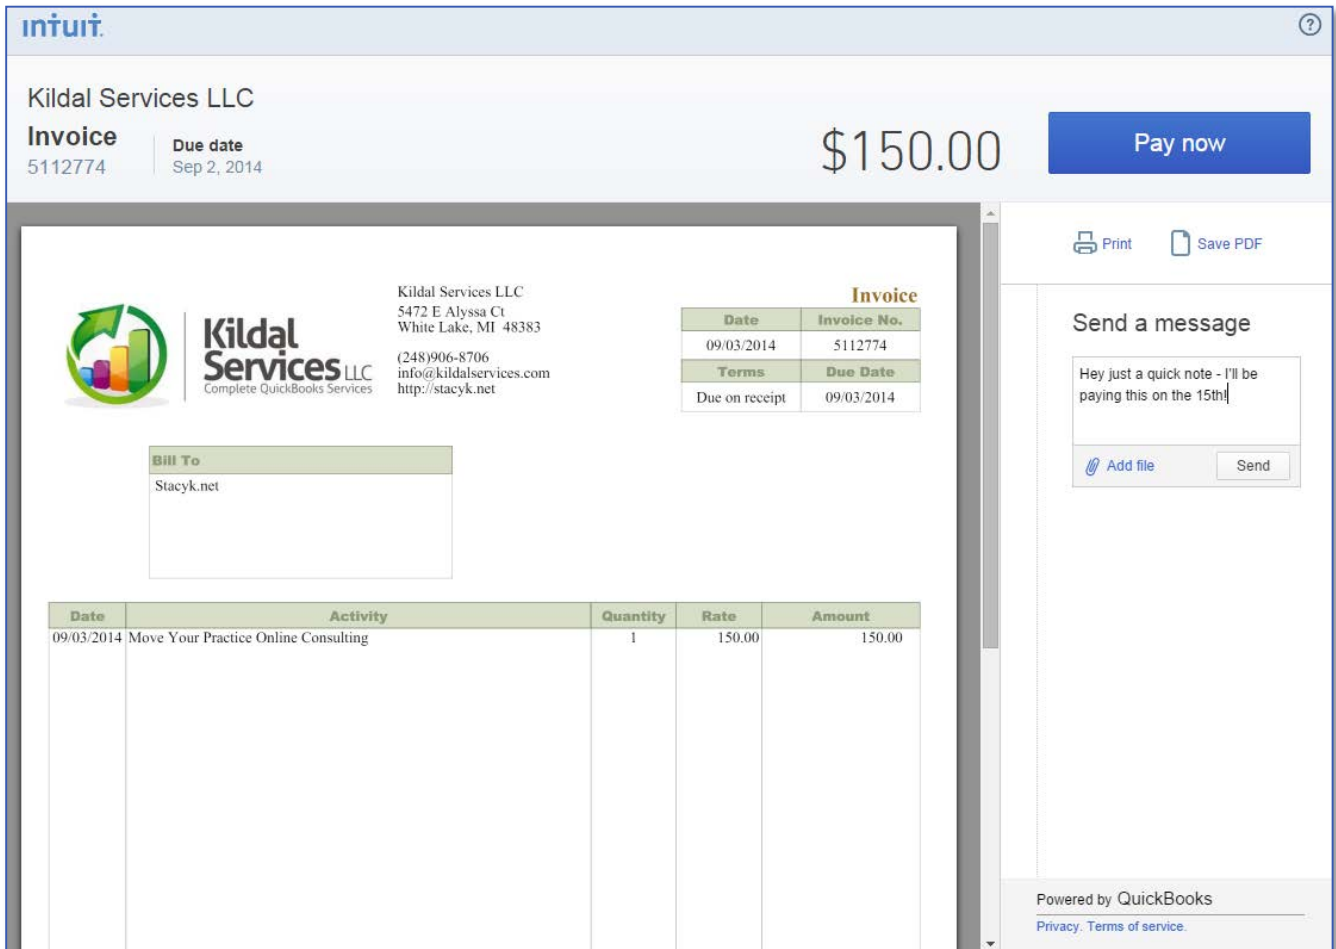 intuit.
?
Kildal Services LLC
Invoice
5112774
Due date
Sep 2, 2014
$150.00
Pay now
Print
Save PDF
Kildal
Services LLC
Complete QuickBooks Services
Kildal Services LLC
5472 E Alyssa Ct
White Lake, MI 48383
(248)906-8706
info@kildalservices.com
http://stacyk.net
Invoice
Date Invoice No.
09/03/2014 5112774
Terms Due Date
Due on receipt 09/03/2014
Bill To
Stacyk.net
Date Activity Quantity Rate Amount
09/03/2014 Move Your Practice Online Consulting 1 150.00 150.00
Send a message
Hey just a quick note - I'll be
paying this on the 15th!
Add file Send
Powered by QuickBooks
Privacy. Terms of service.